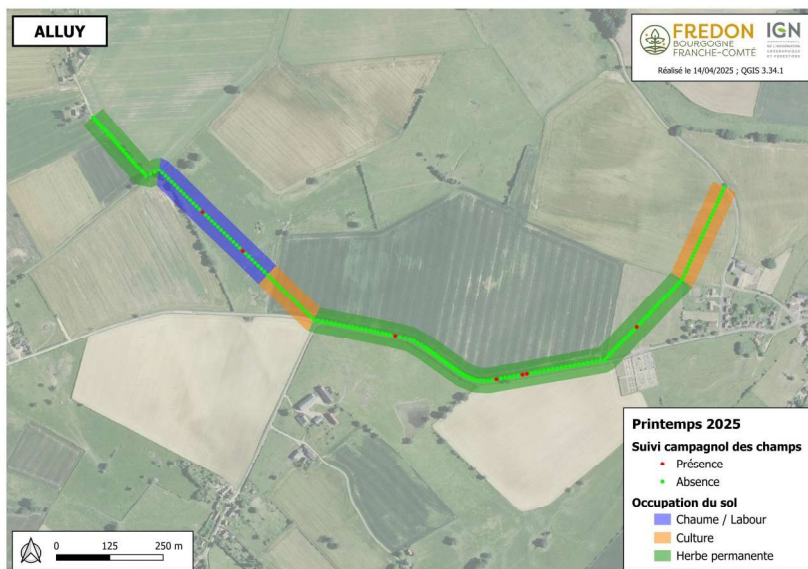 ALLUY
FREDON
BOURGOGNE
FRANCHE-COMTÉ
IGN
Réalisé le 14/04/2025 ; QGIS 3.34.1
Printemps 2025
Suivi campagnol des champs
Présence
Absence
Occupation du sol
Chaume / Labour
Culture
Herbe permanente
0 125 250 m